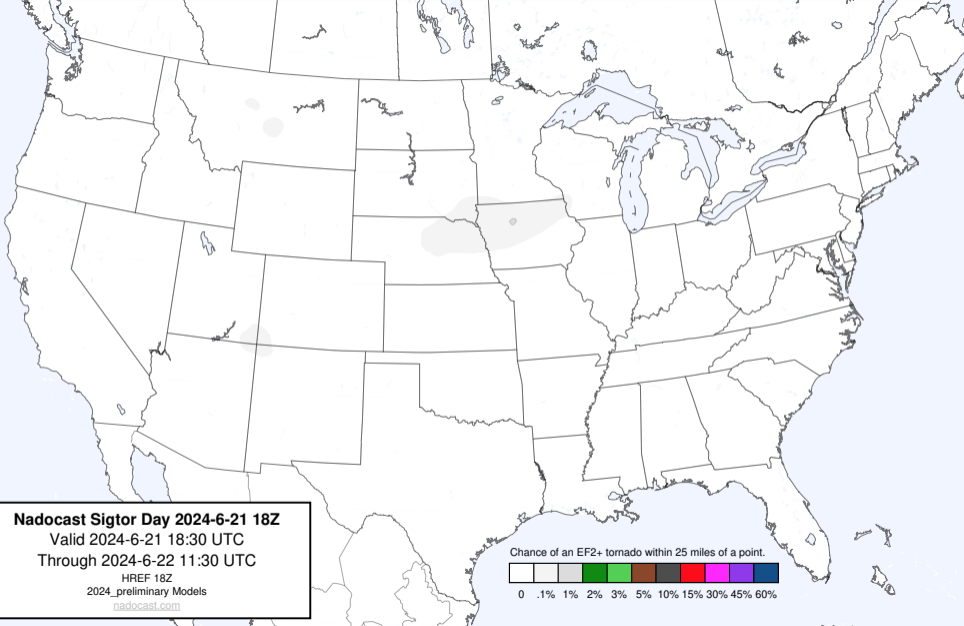 Nadocast Sigtor Day 2024-6-21 18Z
Valid 2024-6-21 18:30 UTC
Through 2024-6-22 11:30 UTC
HREF 18Z
2024_preliminary Models
nadocast.com
Chance of an EF2+ tornado within 25 miles of a point.
0 .1% 1% 2% 3% 5% 10% 15% 30% 45% 60%